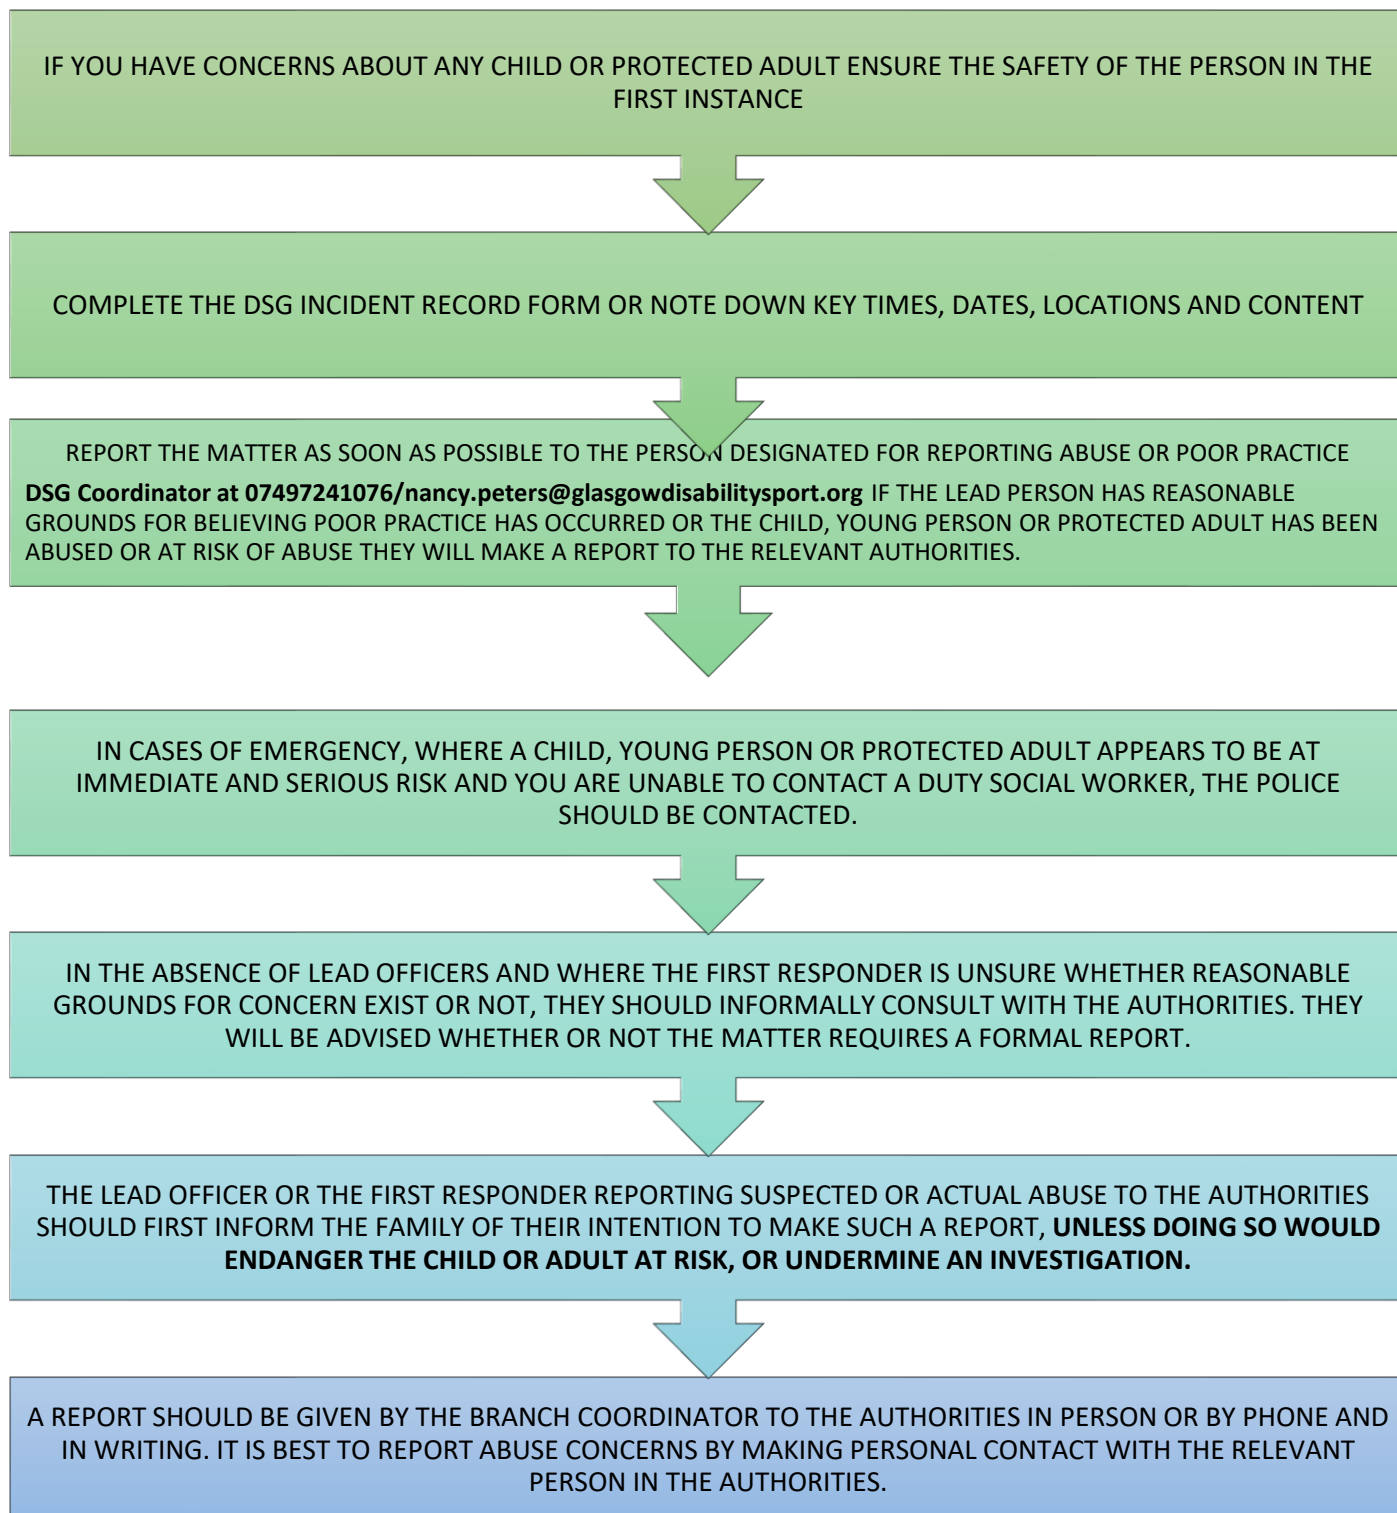 IF YOU HAVE CONCERNS ABOUT ANY CHILD OR PROTECTED ADULT ENSURE THE SAFETY OF THE PERSON IN THE
FIRST INSTANCE
COMPLETE THE DSG INCIDENT RECORD FORM OR NOTE DOWN KEY TIMES, DATES, LOCATIONS AND CONTENT
REPORT THE MATTER AS SOON AS POSSIBLE TO THE PERSON DESIGNATED FOR REPORTING ABUSE OR POOR PRACTICE
DSG Coordinator at 07497241076/nancy.peters@glasgowdisabilitysport.org IF THE LEAD PERSON HAS REASONABLE
GROUNDS FOR BELIEVING POOR PRACTICE HAS OCCURRED OR THE CHILD, YOUNG PERSON OR PROTECTED ADULT HAS BEEN
ABUSED OR AT RISK OF ABUSE THEY WILL MAKE A REPORT TO THE RELEVANT AUTHORITIES.
IN CASES OF EMERGENCY, WHERE A CHILD, YOUNG PERSON OR PROTECTED ADULT APPEARS TO BE AT
IMMEDIATE AND SERIOUS RISK AND YOU ARE UNABLE TO CONTACT A DUTY SOCIAL WORKER, THE POLICE
SHOULD BE CONTACTED.
IN THE ABSENCE OF LEAD OFFICERS AND WHERE THE FIRST RESPONDER IS UNSURE WHETHER REASONABLE
GROUNDS FOR CONCERN EXIST OR NOT, THEY SHOULD INFORMALLY CONSULT WITH THE AUTHORITIES. THEY
WILL BE ADVISED WHETHER OR NOT THE MATTER REQUIRES A FORMAL REPORT.
THE LEAD OFFICER OR THE FIRST RESPONDER REPORTING SUSPECTED OR ACTUAL ABUSE TO THE AUTHORITIES
SHOULD FIRST INFORM THE FAMILY OF THEIR INTENTION TO MAKE SUCH A REPORT, UNLESS DOING SO WOULD
ENDANGER THE CHILD OR ADULT AT RISK, OR UNDERMINE AN INVESTIGATION.
A REPORT SHOULD BE GIVEN BY THE BRANCH COORDINATOR TO THE AUTHORITIES IN PERSON OR BY PHONE AND
IN WRITING. IT IS BEST TO REPORT ABUSE CONCERNS BY MAKING PERSONAL CONTACT WITH THE RELEVANT
PERSON IN THE AUTHORITIES.